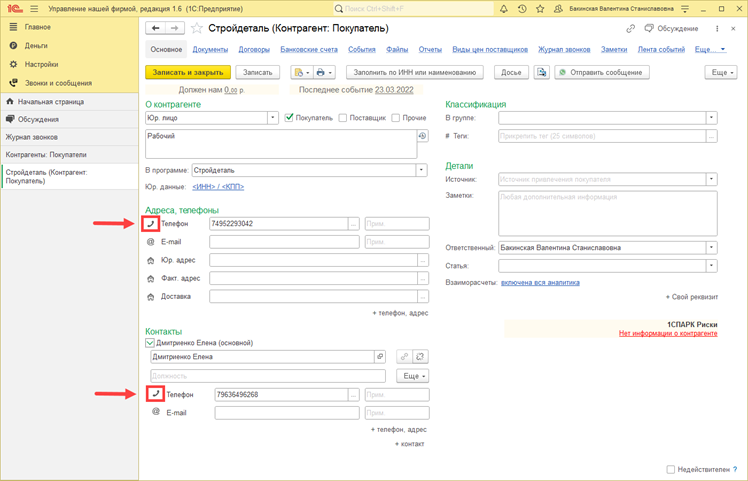 1С Управление нашей фирмой, редакция 1.6 (1С:Предприятие)
Поиск Ctrl+Shift+F
Бакинская Валентина Станиславовна
Главное
Деньги
Настройки
Звонки и сообщения
Начальная страница
Обсуждения
Журнал звонков
Контрагенты: Покупатели
Стройдеталь (Контрагент: Покупатель)
Стройдеталь (Контрагент: Покупатель)
Обсуждение
Основное Документы Договоры Банковские счета События Файлы Отчеты Виды цен поставщиков Журнал звонков Заметки Лента событий Еще...
Записать и закрыть Записать Заполнить по ИНН или наименованию Досье Отправить сообщение Еще
Должен нам 0,00 р. Последнее событие 23.03.2022
О контрагенте
Юр. лицо Покупатель Поставщик Прочие
Рабочий
В программе: Стройдеталь
Юр. данные: <ИНН> / <КПП>
Адреса, телефоны
Телефон 74952293042 ... Прим.
@ E-mail Прим.
Юр. адрес ...
Факт. адрес ...
Доставка ...
+ телефон, адрес
Контакты
Дмитриенко Елена (основной)
Дмитриенко Елена
Должность Еще
Телефон 79636496268 ... Прим.
@ E-mail Прим.
+ телефон, адрес
+ контакт
Классификация
В группе:
# Теги: Прикрепить тег (25 символов) ...
Детали
Источник: Источник привлечения покупателя
Заметки: Любая дополнительная информация
Ответственный: Бакинская Валентина Станиславовна
Статья:
Взаиморасчеты: включена вся аналитика
+ Свой реквизит
1СПАРК Риски
Нет информации о контрагенте
Недействителен ?